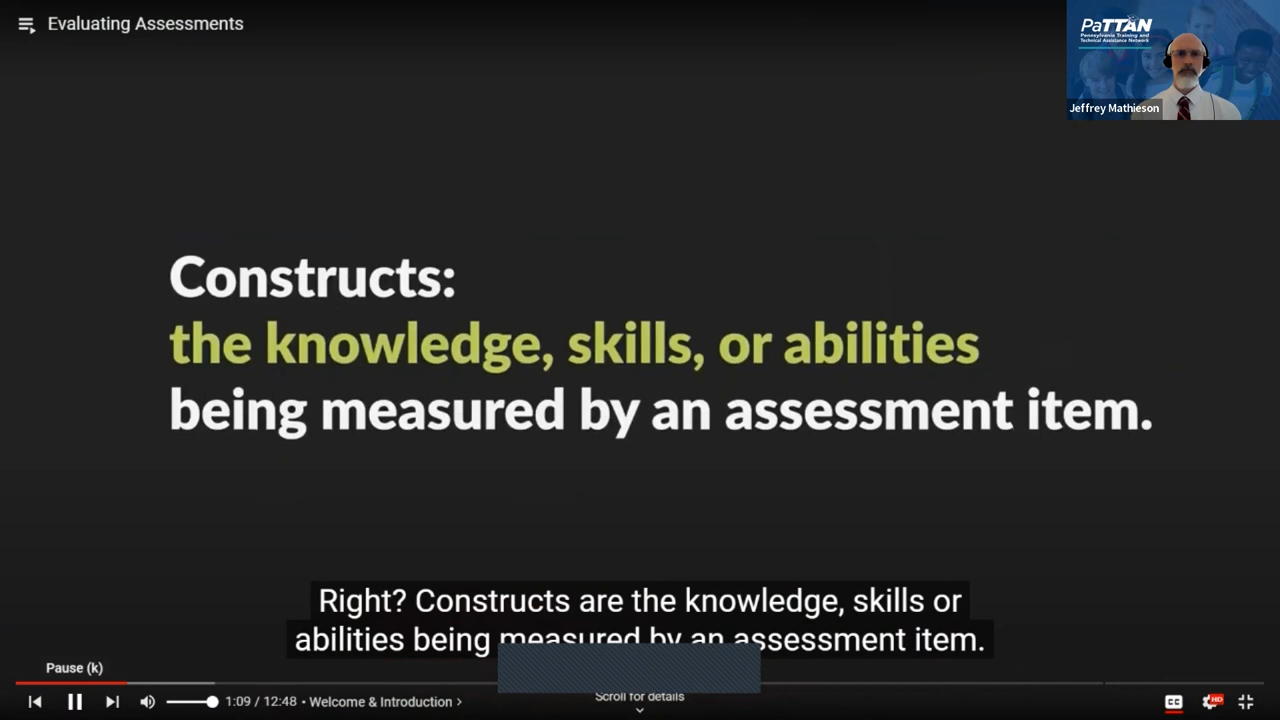 Evaluating Assessments
PaTTAN
Pennsylvania Training and
Technical Assistance Network
Jeffrey Mathieson
Constructs:
the knowledge, skills, or abilities
being measured by an assessment item.
Right? Constructs are the knowledge, skills or
abilities being measured by an assessment item.
Pause (k)
1:09 / 12:48 • Welcome & Introduction
Scroll for details
CC
HD